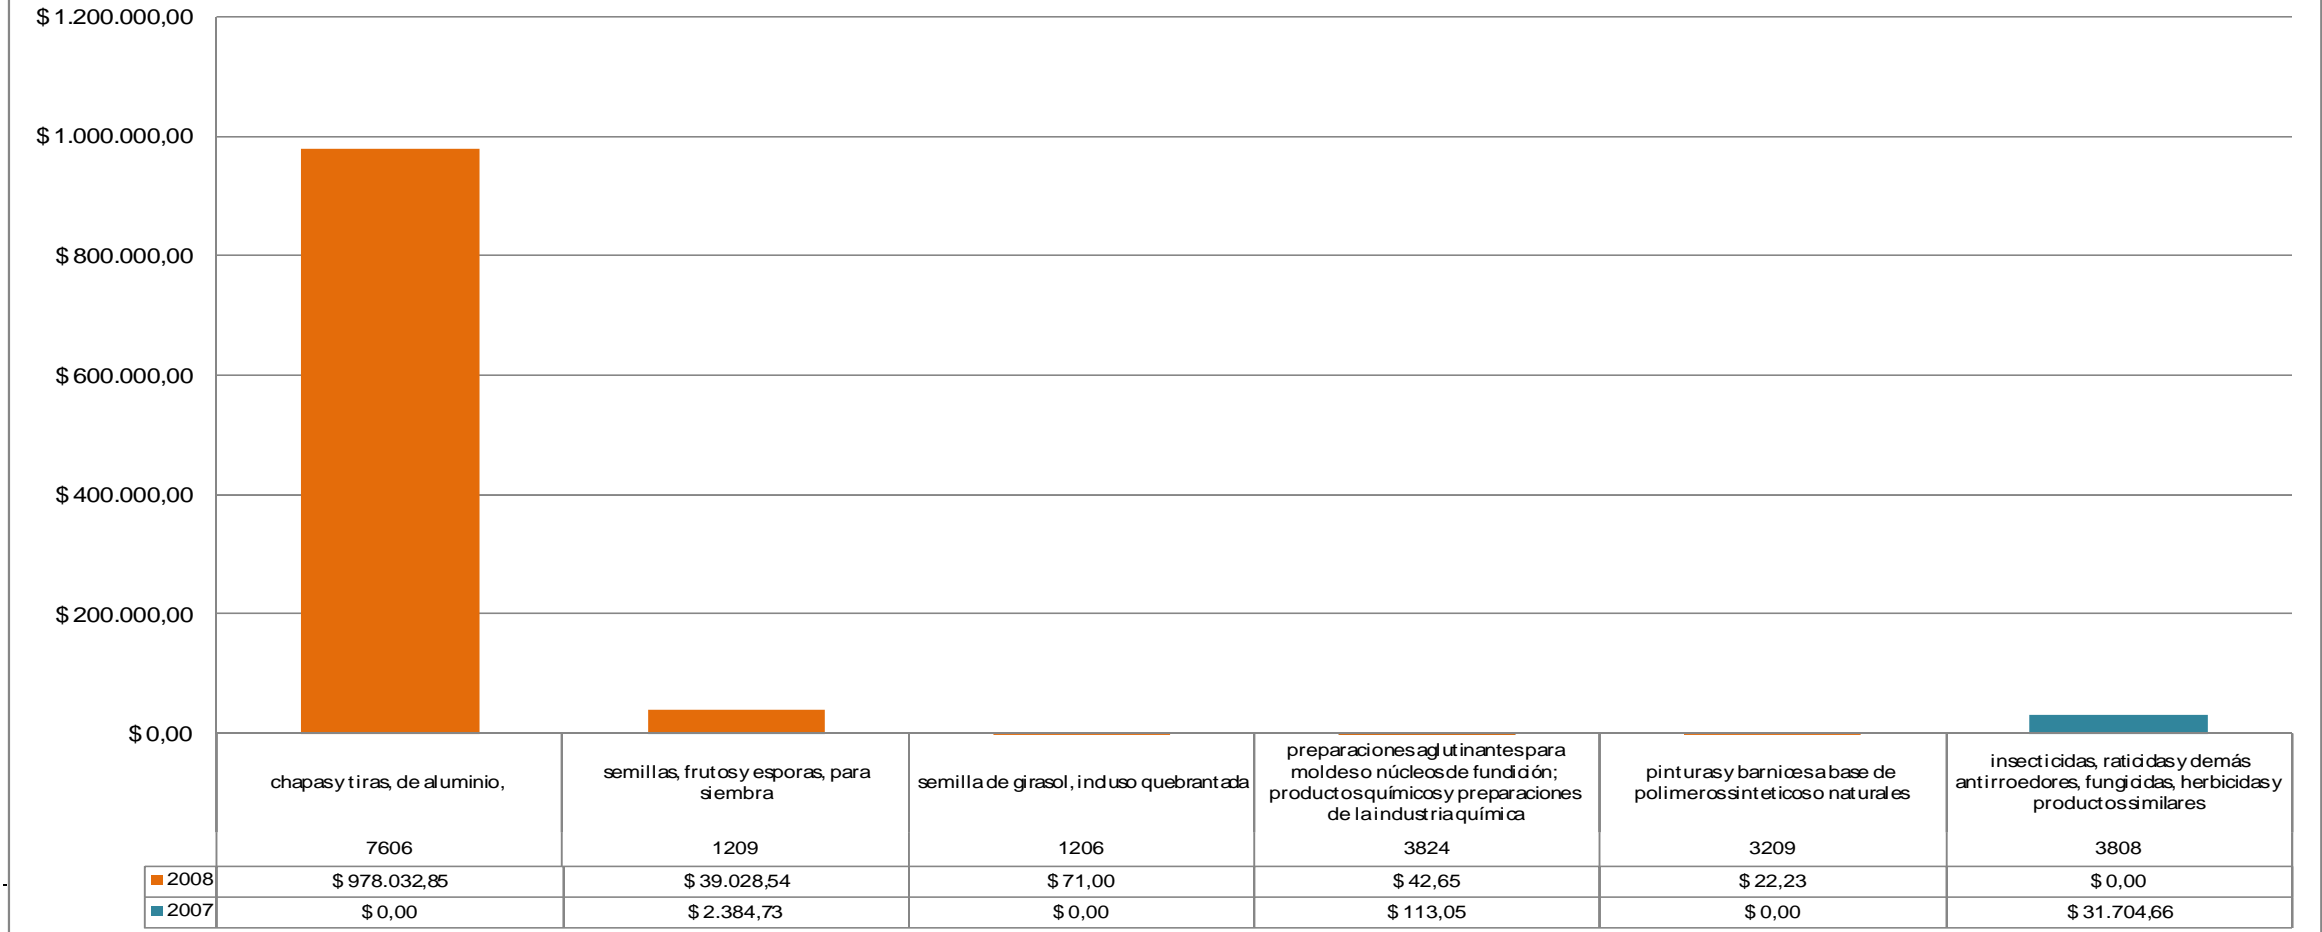 $ 1.200.000,00
$ 1.000.000,00
$ 800.000,00
$ 600.000,00
$ 400.000,00
$ 200.000,00
$ 0,00
chapas y tiras, de aluminio,
semillas, frutos y esporas, para
siembra
semilla de girasol, incluso quebrantada
preparaciones aglutinantes para
moldes o núcleos de fundición;
productos químicos y preparaciones
de la industria química
pinturas y barnices a base de
polimeros sinteticos o naturales
insecticidas, raticidas y demás
antirroedores, fungicidas, herbicidas y
productos similares
7606 1209 1206 3824 3209 3808
2008 $ 978.032,85 $ 39.028,54 $ 71,00 $ 42,65 $ 22,23 $ 0,00
2007 $ 0,00 $ 2.384,73 $ 0,00 $ 113,05 $ 0,00 $ 31.704,66